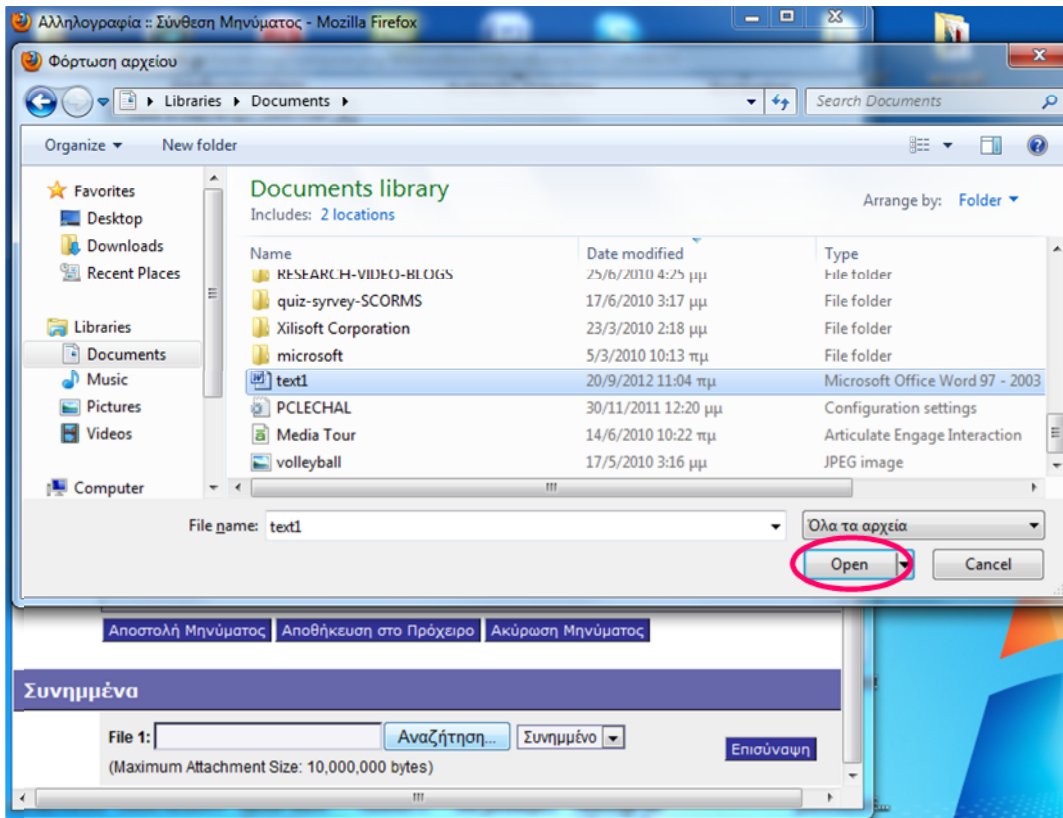 Αλληλογραφία :: Σύνθεση Μηνύματος - Mozilla Firefox
Φόρτωση αρχείου
Libraries Documents
Search Documents
Organize New folder
Favorites
Desktop
Downloads
Recent Places
Libraries
Documents
Music
Pictures
Videos
Computer
Documents library
Includes: 2 locations
Arrange by: Folder
Name Date modified Type
RESEARCH-VIDEO-BLOGS 25/6/2010 4:25 μμ File folder
quiz-syrvey-SCORMS 17/6/2010 3:17 μμ File folder
Xilisoft Corporation 23/3/2010 2:18 μμ File folder
microsoft 5/3/2010 10:13 πμ File folder
text1 20/9/2012 11:04 πμ Microsoft Office Word 97 - 2003
PCLECHAL 30/11/2011 12:20 μμ Configuration settings
Media Tour 14/6/2010 10:22 πμ Articulate Engage Interaction
volleyball 17/5/2010 3:16 μμ JPEG image
File name: text1 Όλα τα αρχεία
Open Cancel
Αποστολή Μηνύματος Αποθήκευση στο Πρόχειρο Ακύρωση Μηνύματος
Συνημμένα
File 1: Αναζήτηση... Συνημμένο Επισύναψη
(Maximum Attachment Size: 10,000,000 bytes)